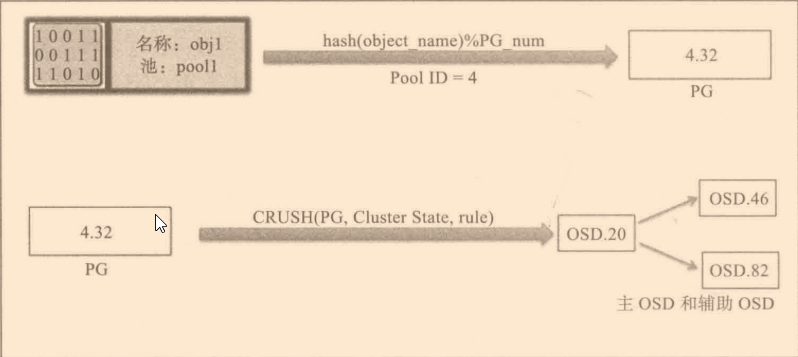 10011
00111
11010
名称：obj1
池：pool1
hash(object_name)%PG_num
Pool ID = 4
4.32
PG
4.32
PG
CRUSH(PG, Cluster State, rule)
OSD.20
OSD.46
OSD.82
主 OSD 和辅助 OSD